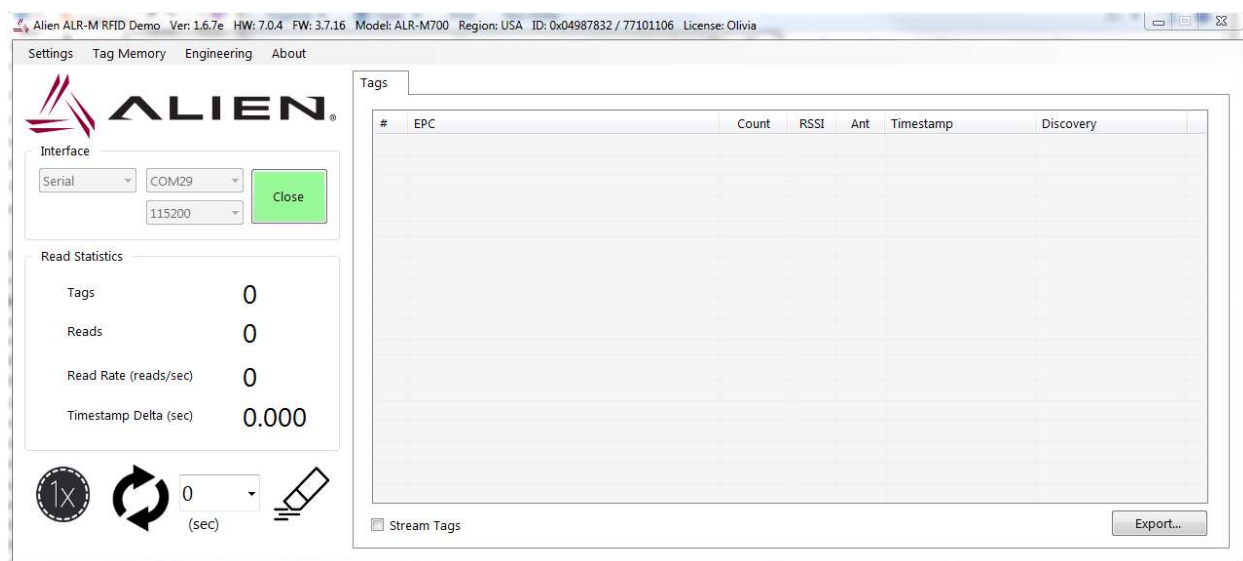 Alien ALR-M RFID Demo Ver: 1.6.7e HW: 7.0.4 FW: 3.7.16 Model: ALR-M700 Region: USA ID: 0x04987832 / 77101106 License: Olivia
Settings Tag Memory Engineering About
ALIEN®
Interface
Serial COM29 Close
115200
Read Statistics
Tags 0
Reads 0
Read Rate (reads/sec) 0
Timestamp Delta (sec) 0.000
1x 0
(sec)
Tags
# EPC Count RSSI Ant Timestamp Discovery
Stream Tags Export...